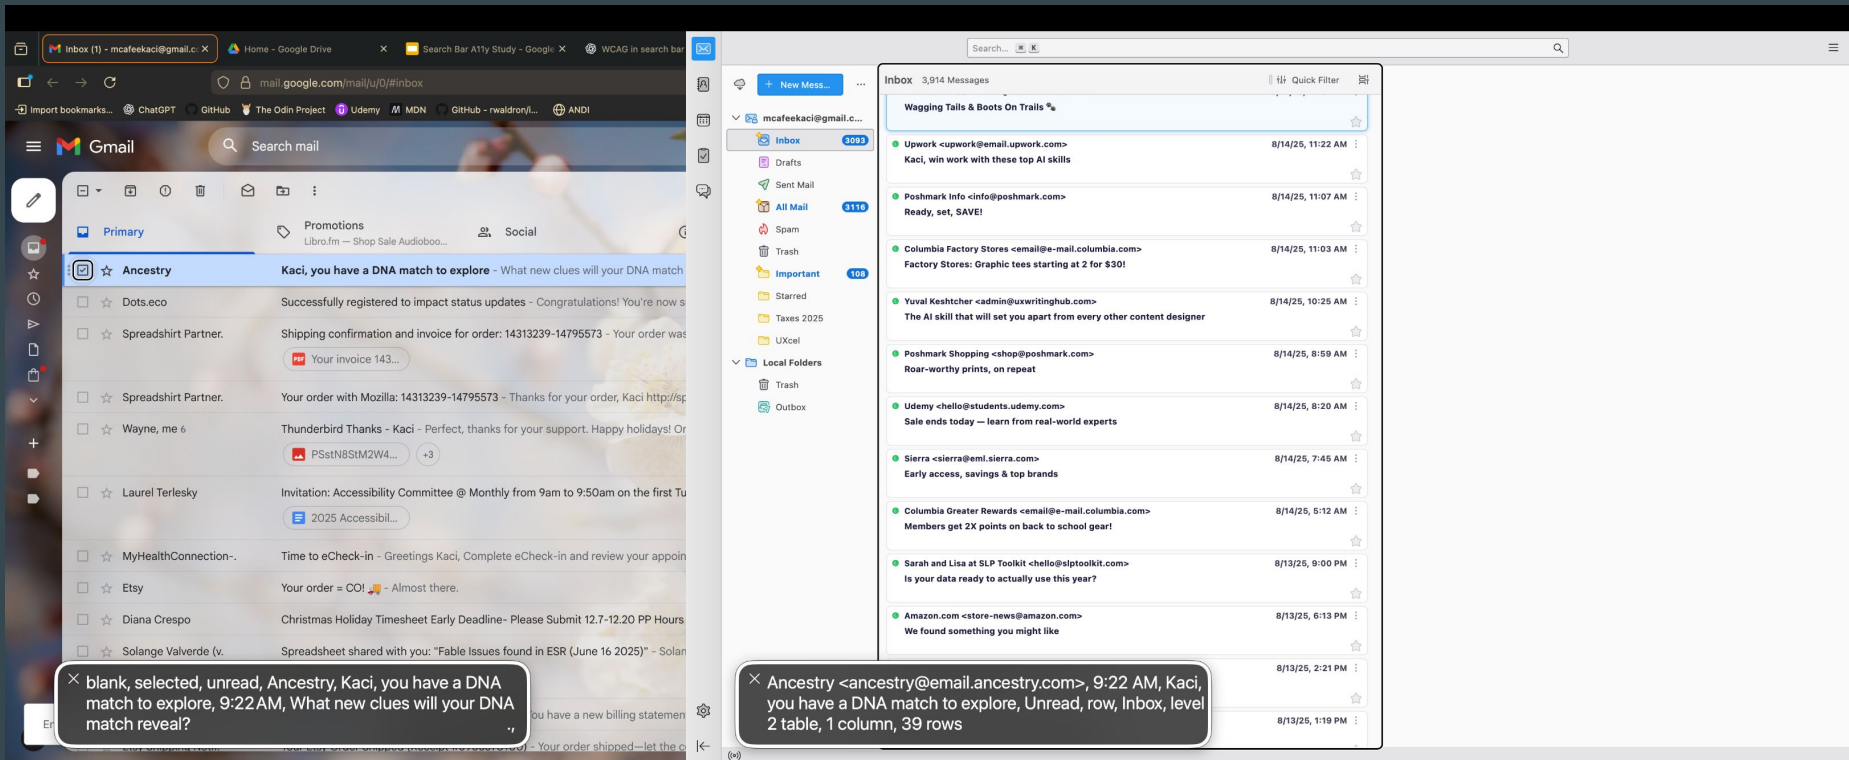 Inbox (1) - mcafeekaci@gmail.c
Home - Google Drive
Search Bar A11y Study - Google
WCAG in search bar
mail.google.com/mail/u/0/#inbox
Import bookmarks...
ChatGPT
GitHub
The Odin Project
Udemy
MDN
GitHub - rwaldron/i...
ANDI
Gmail
Search mail
Primary
Promotions
Libro.fm — Shop Sale Audioboo...
Social
Ancestry
Kaci, you have a DNA match to explore - What new clues will your DNA match
Dots.eco
Successfully registered to impact status updates - Congratulations! You're now s
Spreadshirt Partner.
Shipping confirmation and invoice for order: 14313239-14795573 - Your order was
PDF
Your invoice 143...
Spreadshirt Partner.
Your order with Mozilla: 14313239-14795573 - Thanks for your order, Kaci http://sp
Wayne, me 6
Thunderbird Thanks - Kaci - Perfect, thanks for your support. Happy holidays! Or
PSstN8StM2W4...
+3
Laurel Terlesky
Invitation: Accessibility Committee @ Monthly from 9am to 9:50am on the first Tu
2025 Accessibil...
MyHealthConnection-.
Time to eCheck-in - Greetings Kaci, Complete eCheck-in and review your appoin
Etsy
Your order = CO! 🚚 - Almost there.
Diana Crespo
Christmas Holiday Timesheet Early Deadline- Please Submit 12.7-12.20 PP Hours
Solange Valverde (v.
Spreadsheet shared with you: "Fable Issues found in ESR (June 16 2025)" - Solan
You have a new billing statemen
- Your order shipped—let the c
blank, selected, unread, Ancestry, Kaci, you have a DNA
match to explore, 9:22 AM, What new clues will your DNA
match reveal?
.,
Search... ⌘ K
New Mess...
...
mcafeekaci@gmail.c...
Inbox 3093
Drafts
Sent Mail
All Mail 3116
Spam
Trash
Important 108
Starred
Taxes 2025
UXcel
Local Folders
Trash
Outbox
Inbox 3,914 Messages
Quick Filter
Wagging Tails & Boots On Trails 🐾
Upwork <upwork@email.upwork.com> 8/14/25, 11:22 AM
Kaci, win work with these top AI skills
Poshmark Info <info@poshmark.com> 8/14/25, 11:07 AM
Ready, set, SAVE!
Columbia Factory Stores <email@e-mail.columbia.com> 8/14/25, 11:03 AM
Factory Stores: Graphic tees starting at 2 for $30!
Yuval Keshtcher <admin@uxwritinghub.com> 8/14/25, 10:25 AM
The AI skill that will set you apart from every other content designer
Poshmark Shopping <shop@poshmark.com> 8/14/25, 8:59 AM
Roar-worthy prints, on repeat
Udemy <hello@students.udemy.com> 8/14/25, 8:20 AM
Sale ends today — learn from real-world experts
Sierra <sierra@eml.sierra.com> 8/14/25, 7:45 AM
Early access, savings & top brands
Columbia Greater Rewards <email@e-mail.columbia.com> 8/14/25, 5:12 AM
Members get 2X points on back to school gear!
Sarah and Lisa at SLP Toolkit <hello@slptoolkit.com> 8/13/25, 9:00 PM
Is your data ready to actually use this year?
Amazon.com <store-news@amazon.com> 8/13/25, 6:13 PM
We found something you might like
8/13/25, 2:21 PM
8/13/25, 1:19 PM
Ancestry <ancestry@email.ancestry.com>, 9:22 AM, Kaci,
you have a DNA match to explore, Unread, row, Inbox, level
2 table, 1 column, 39 rows